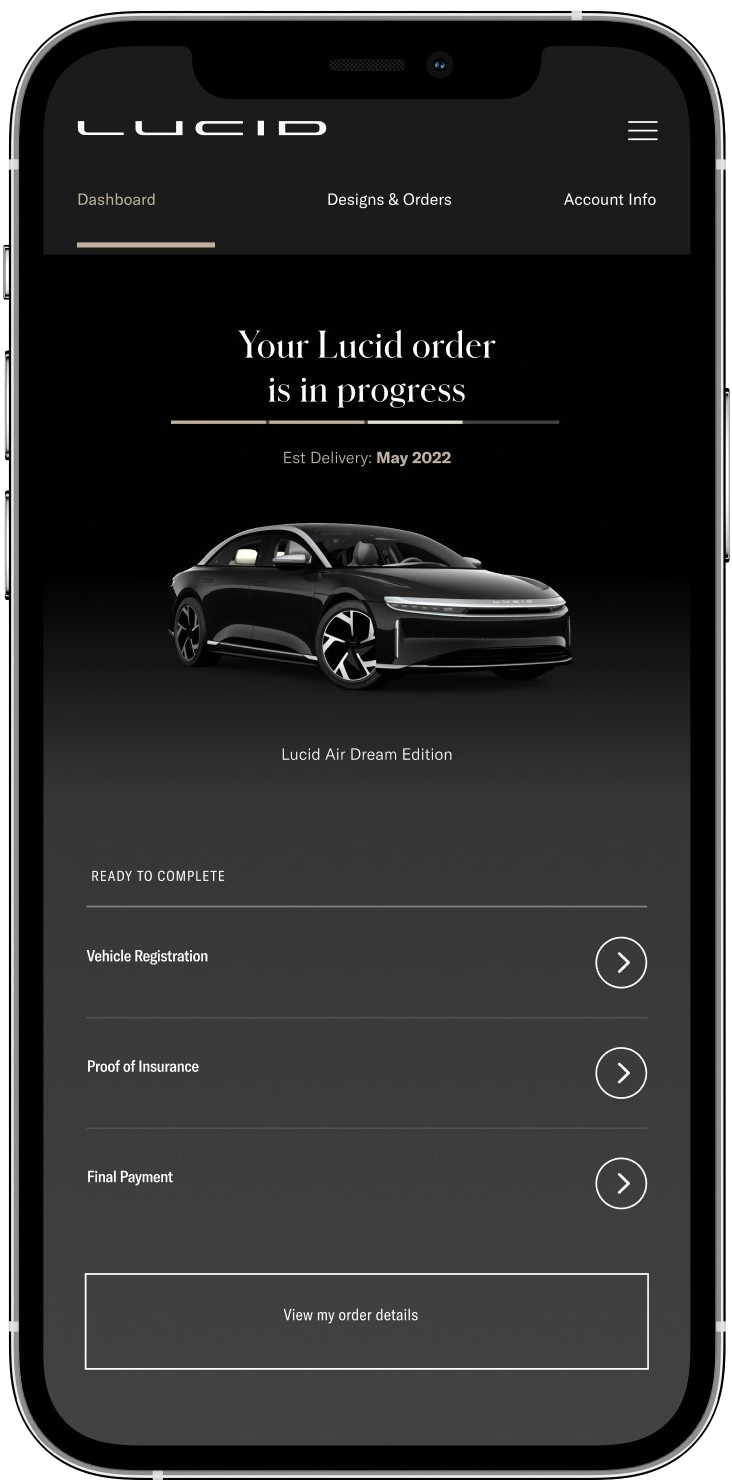 LUCID
Dashboard
Designs & Orders
Account Info
Your Lucid order
is in progress
Est Delivery: May 2022
LUCID
Lucid Air Dream Edition
READY TO COMPLETE
Vehicle Registration
Proof of Insurance
Final Payment
View my order details